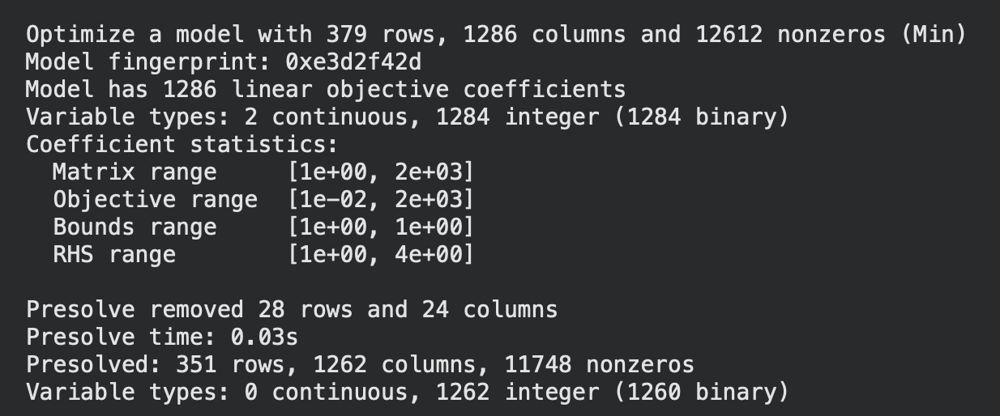 Optimize a model with 379 rows, 1286 columns and 12612 nonzeros (Min)
Model fingerprint: 0xe3d2f42d
Model has 1286 linear objective coefficients
Variable types: 2 continuous, 1284 integer (1284 binary)
Coefficient statistics:
  Matrix range     [1e+00, 2e+03]
  Objective range  [1e-02, 2e+03]
  Bounds range     [1e+00, 1e+00]
  RHS range        [1e+00, 4e+00]

Presolve removed 28 rows and 24 columns
Presolve time: 0.03s
Presolved: 351 rows, 1262 columns, 11748 nonzeros
Variable types: 0 continuous, 1262 integer (1260 binary)